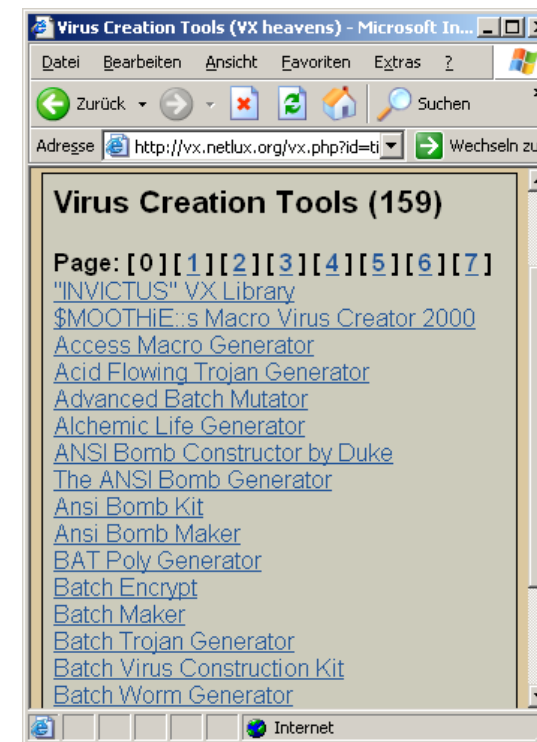 Virus Creation Tools (VX heavens) - Microsoft In...
Datei Bearbeiten Ansicht Favoriten Extras ?
Zurück Suchen
Adresse http://vx.netlux.org/vx.php?id=ti Wechseln zu
Virus Creation Tools (159)
Page: [ 0 ] [ 1 ] [ 2 ] [ 3 ] [ 4 ] [ 5 ] [ 6 ] [ 7 ]
"INVICTUS" VX Library
$MOOTHiE::s Macro Virus Creator 2000
Access Macro Generator
Acid Flowing Trojan Generator
Advanced Batch Mutator
Alchemic Life Generator
ANSI Bomb Constructor by Duke
The ANSI Bomb Generator
Ansi Bomb Kit
Ansi Bomb Maker
BAT Poly Generator
Batch Encrypt
Batch Maker
Batch Trojan Generator
Batch Virus Construction Kit
Batch Worm Generator
Internet